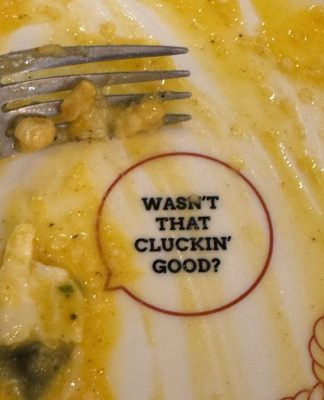 WASN'T
THAT
CLUCKIN'
GOOD?